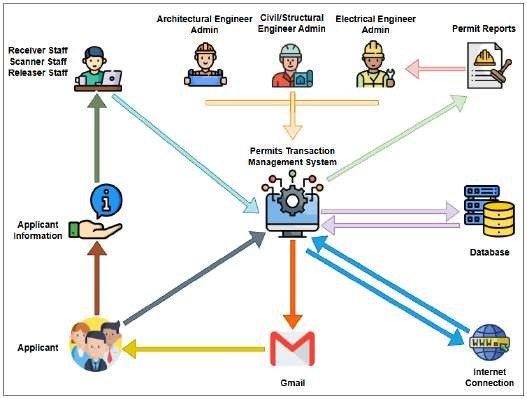 Architectural Engineer
Admin
Civil/Structural
Engineer Admin
Electrical Engineer
Admin
Permit Reports
Receiver Staff
Scanner Staff
Releaser Staff
Permits Transaction
Management System
Applicant
Information
Database
Applicant
Gmail
WWW
Internet
Connection